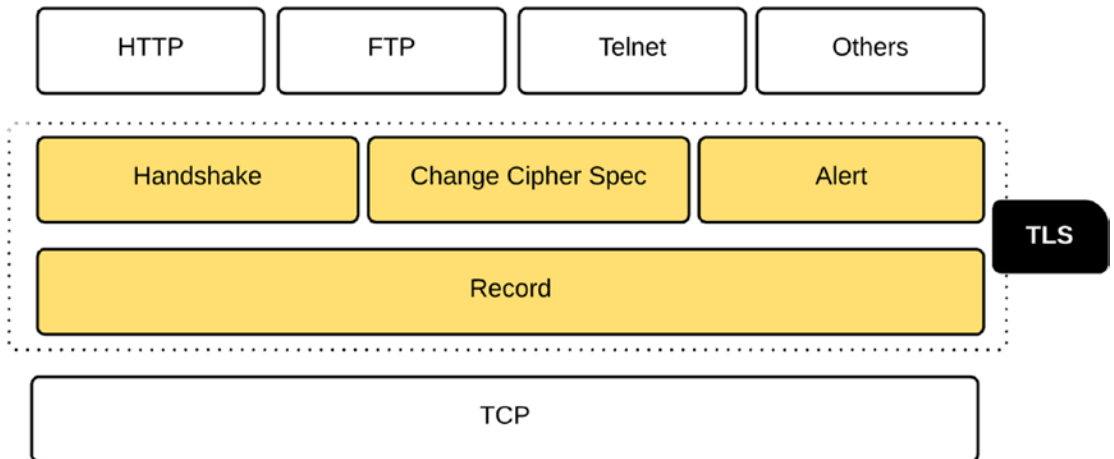 HTTP
FTP
Telnet
Others
Handshake
Change Cipher Spec
Alert
TLS
Record
TCP